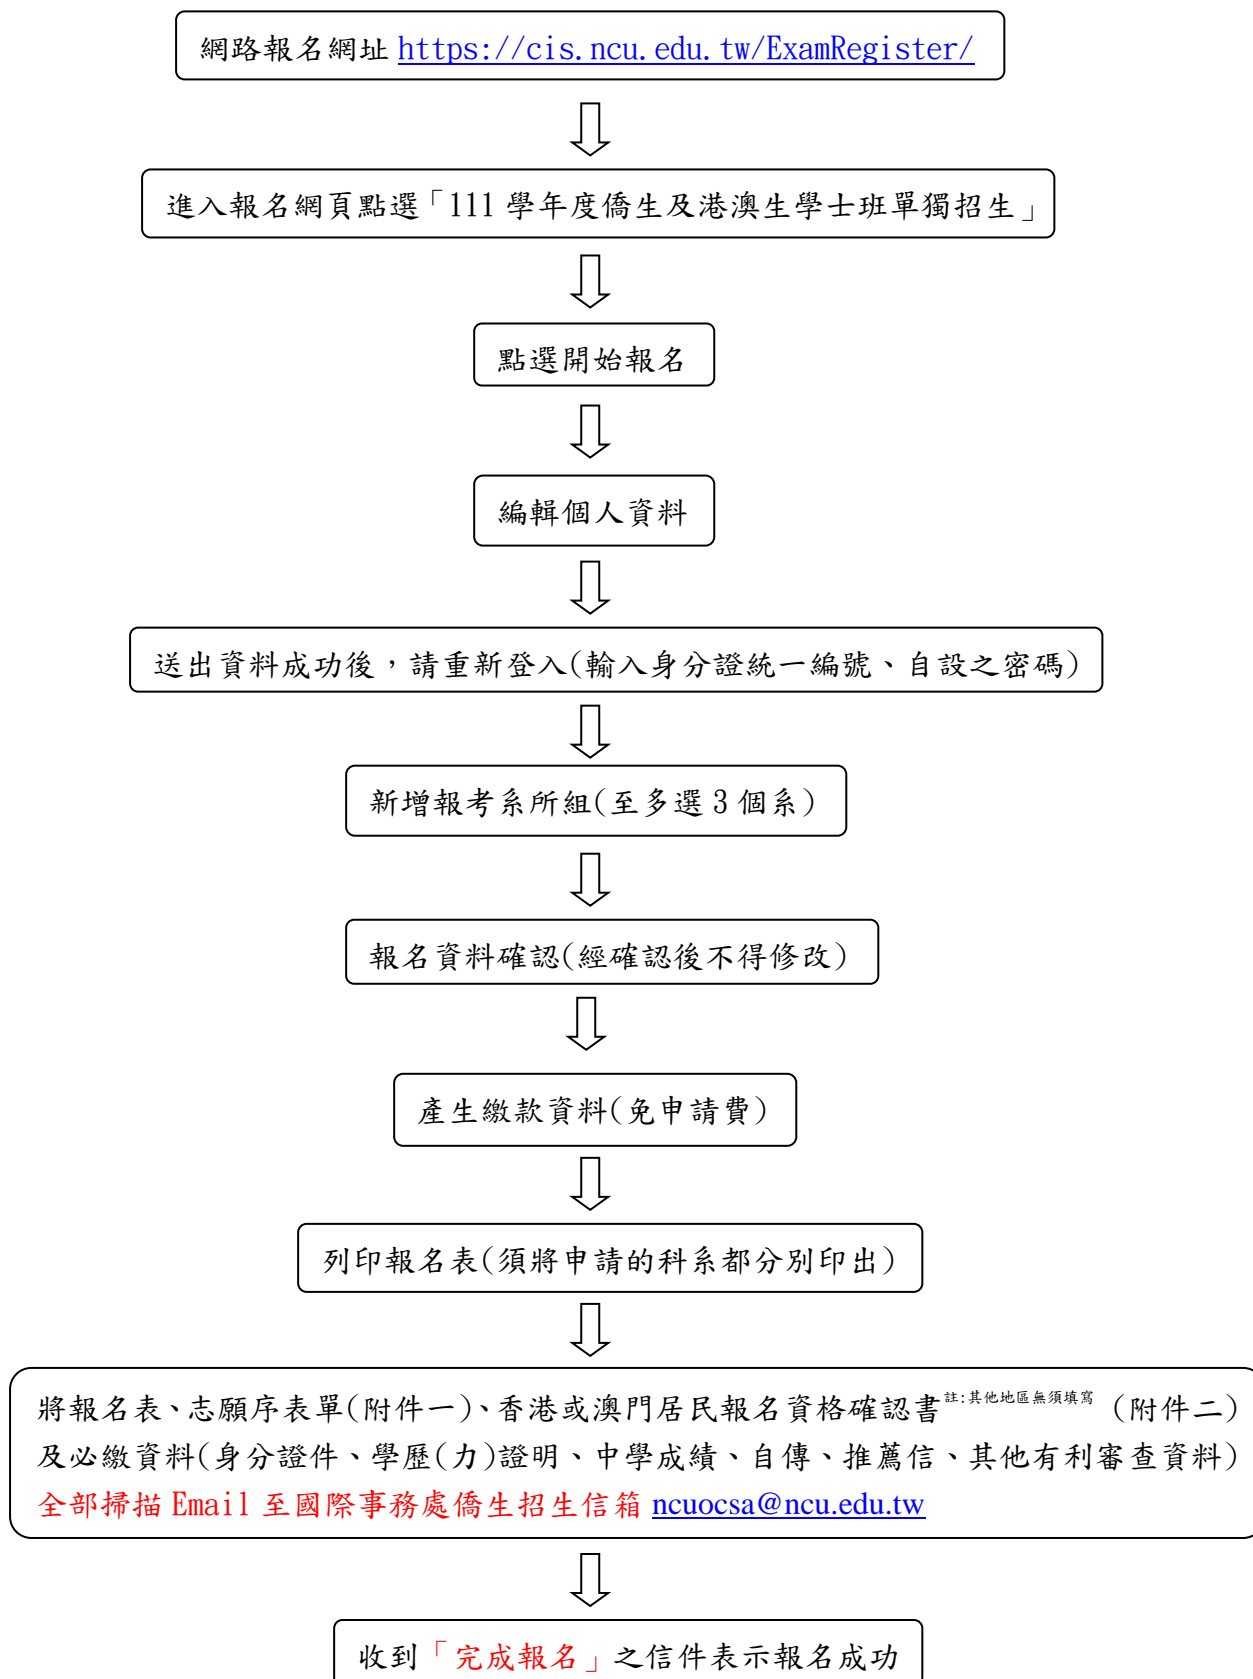 網路報名網址 https://cis.ncu.edu.tw/ExamRegister/
進入報名網頁點選「111 學年度僑生及港澳生學士班單獨招生」
點選開始報名
編輯個人資料
送出資料成功後，請重新登入(輸入身分證統一編號、自設之密碼)
新增報考系所組(至多選 3 個系)
報名資料確認(經確認後不得修改)
產生繳款資料(免申請費)
列印報名表(須將申請的科系都分別印出)
將報名表、志願序表單(附件一)、香港或澳門居民報名資格確認書註:其他地區無須填寫 (附件二)
及必繳資料(身分證件、學歷(力)證明、中學成績、自傳、推薦信、其他有利審查資料)
全部掃描 Email 至國際事務處僑生招生信箱 ncuocsa@ncu.edu.tw
收到「完成報名」之信件表示報名成功